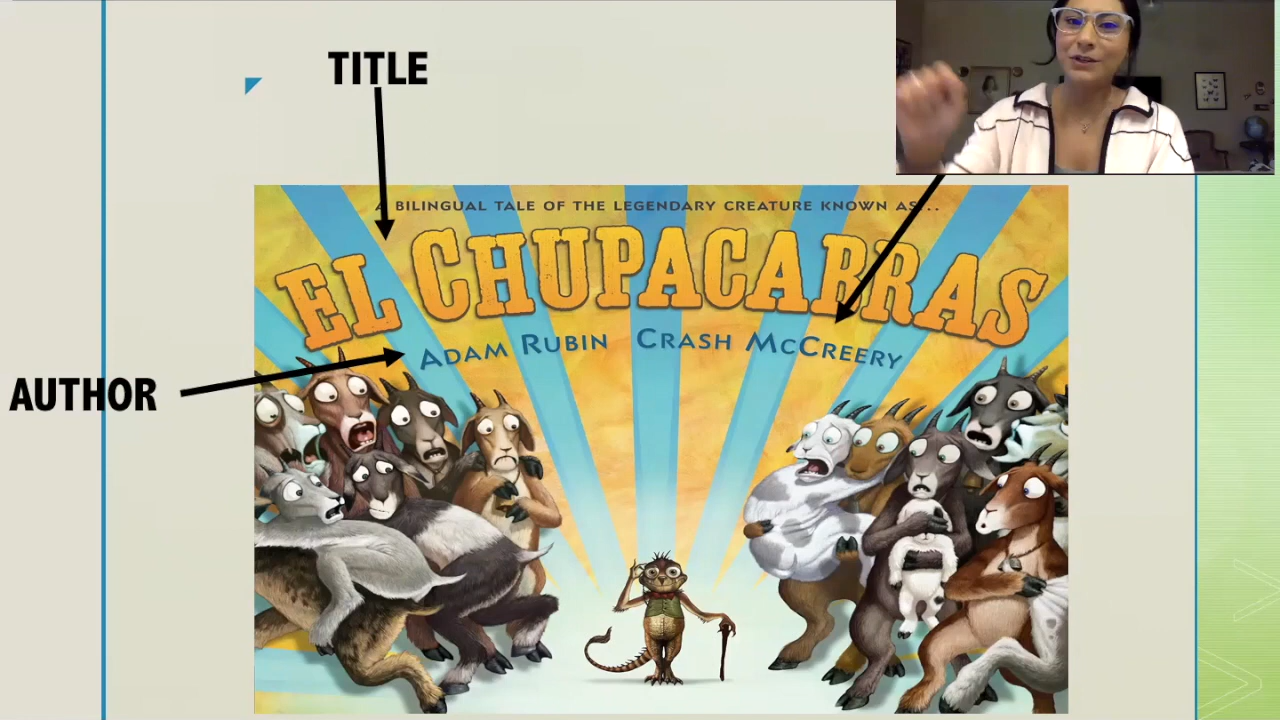 TITLE
A BILINGUAL TALE OF THE LEGENDARY CREATURE KNOWN AS...
EL CHUPACABRAS
ADAM RUBIN CRASH MCCREERY
AUTHOR